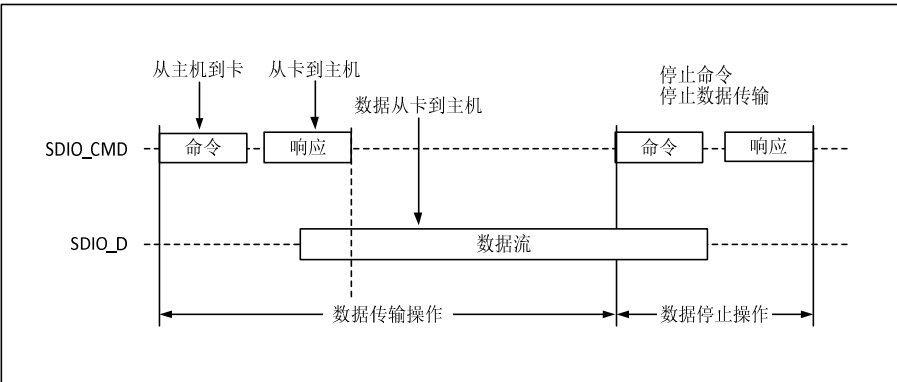 从主机到卡
从卡到主机
停止命令
停止数据传输
数据从卡到主机
SDIO_CMD
命令
响应
命令
响应
SDIO_D
数据流
数据传输操作
数据停止操作